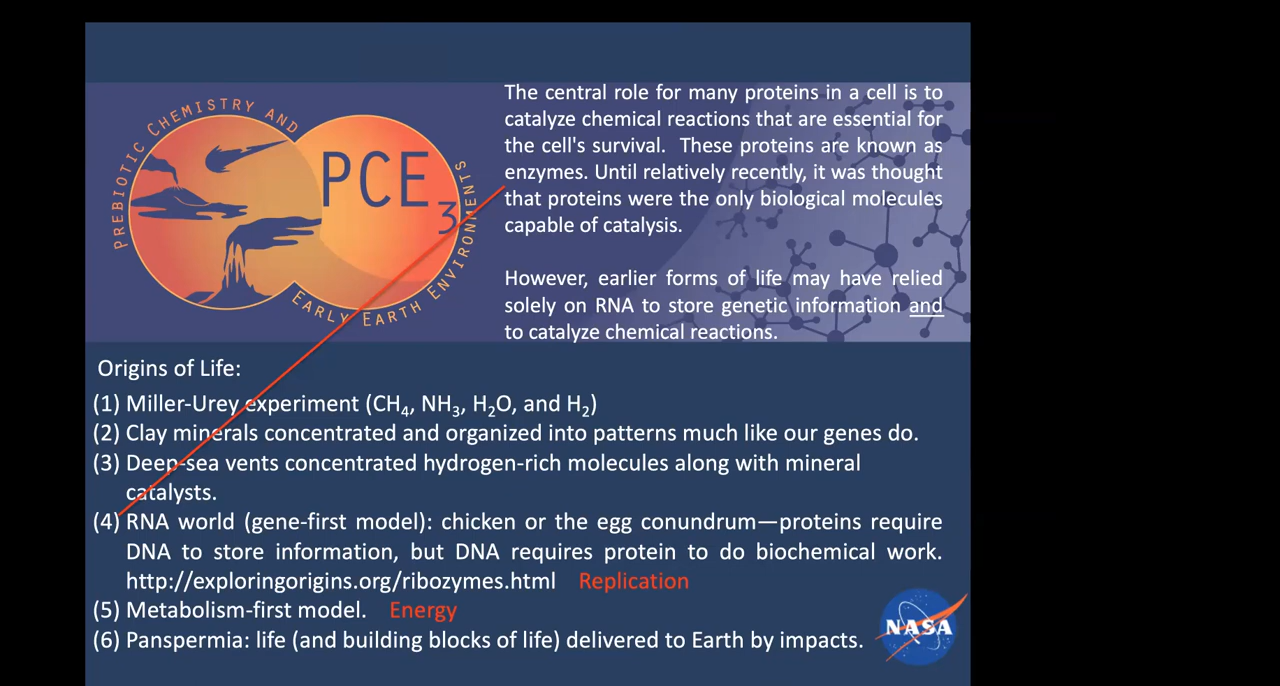 PREBIOTIC CHEMISTRY AND
EARLY EARTH ENVIRONMENTS
PCE3
The central role for many proteins in a cell is to
catalyze chemical reactions that are essential for
the cell's survival.  These proteins are known as
enzymes. Until relatively recently, it was thought
that proteins were the only biological molecules
capable of catalysis.
However, earlier forms of life may have relied
solely on RNA to store genetic information and
to catalyze chemical reactions.
Origins of Life:
(1) Miller-Urey experiment (CH₄, NH₃, H₂O, and H₂)
(2) Clay minerals concentrated and organized into patterns much like our genes do.
(3) Deep-sea vents concentrated hydrogen-rich molecules along with mineral
catalysts.
(4) RNA world (gene-first model): chicken or the egg conundrum—proteins require
DNA to store information, but DNA requires protein to do biochemical work.
http://exploringorigins.org/ribozymes.html Replication
(5) Metabolism-first model. Energy
(6) Panspermia: life (and building blocks of life) delivered to Earth by impacts.
NASA